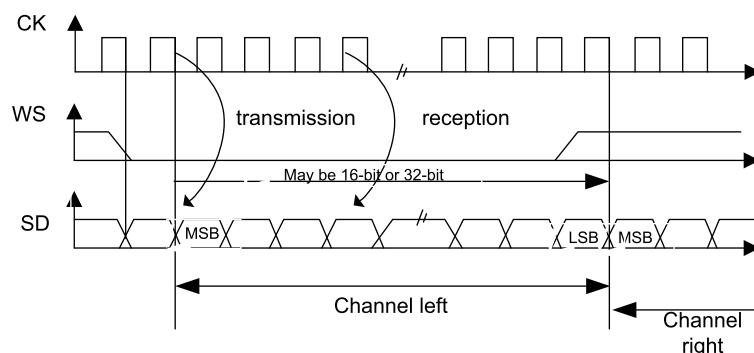 CK
WS
transmission
reception
May be 16-bit or 32-bit
SD
MSB
LSB
MSB
Channel left
Channel
right